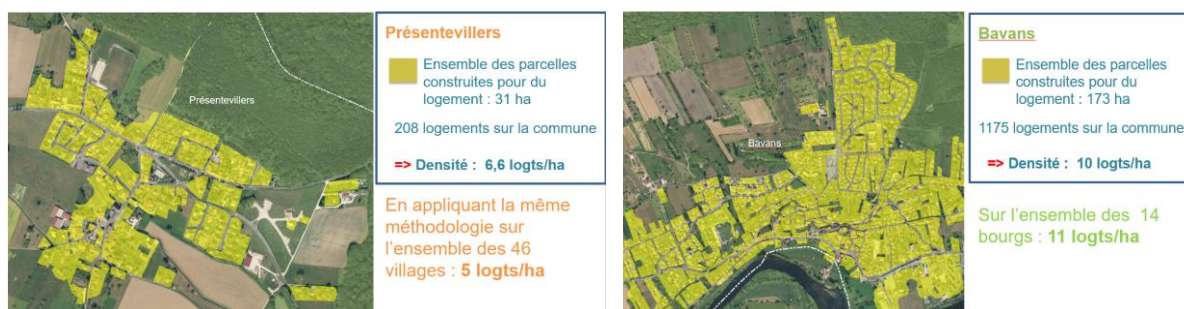 Présentevillers
Présentevillers
Ensemble des parcelles
construites pour du
logement : 31 ha
208 logements sur la commune
=> Densité : 6,6 logts/ha
En appliquant la même
méthodologie sur
l'ensemble des 46
villages : 5 logts/ha
Bavans
Bavans
Ensemble des parcelles
construites pour du
logement : 173 ha
1175 logements sur la commune
=> Densité : 10 logts/ha
Sur l'ensemble des 14
bourgs : 11 logts/ha